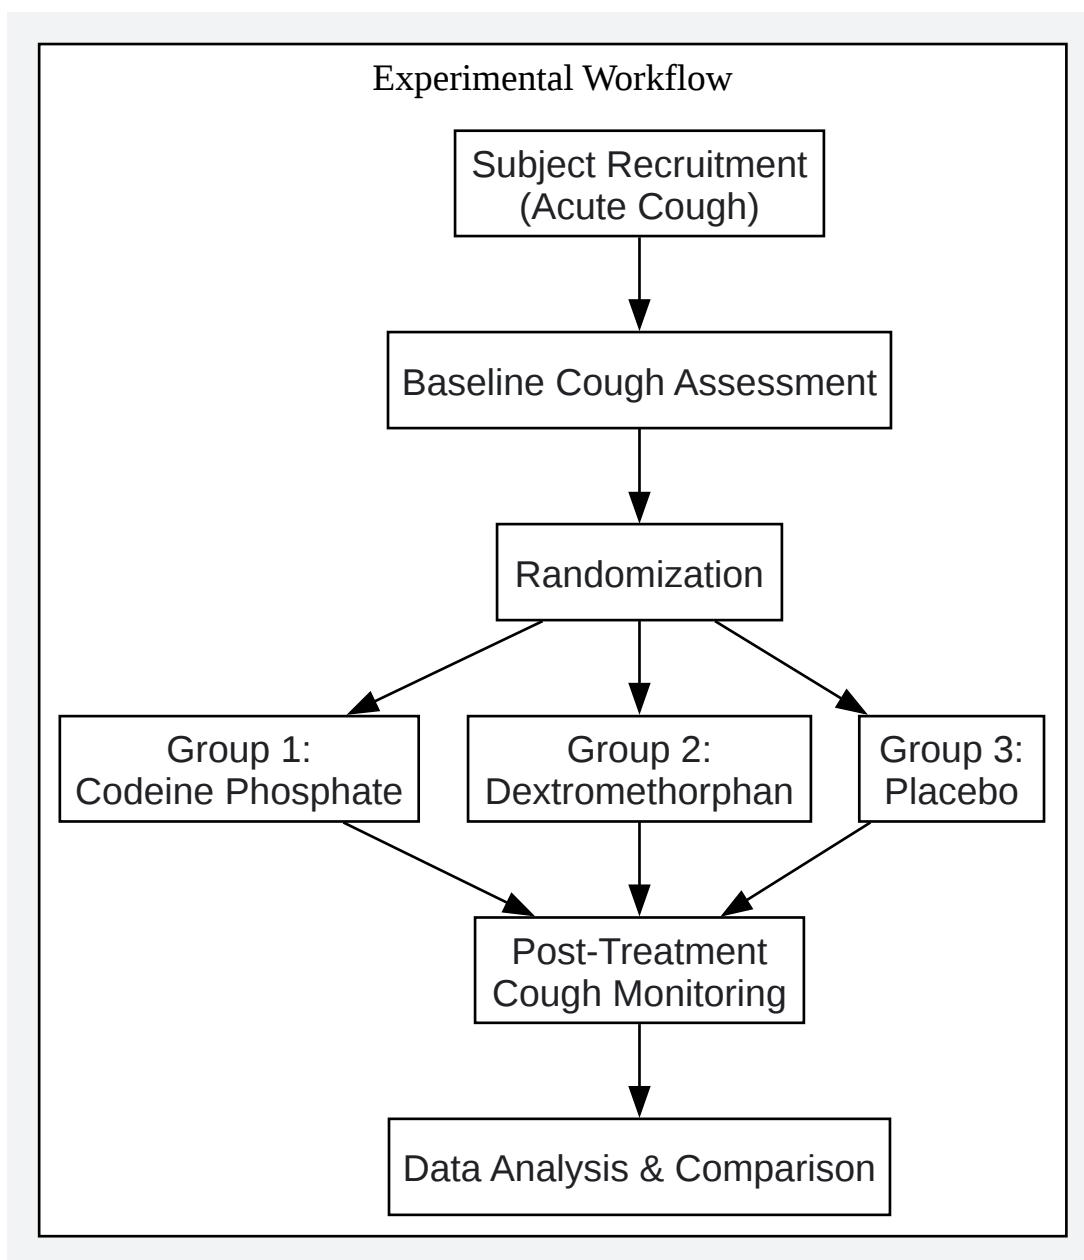 Experimental Workflow
Subject Recruitment
(Acute Cough)
Baseline Cough Assessment
Randomization
Group 1:
Codeine Phosphate
Group 2:
Dextromethorphan
Group 3:
Placebo
Post-Treatment
Cough Monitoring
Data Analysis & Comparison